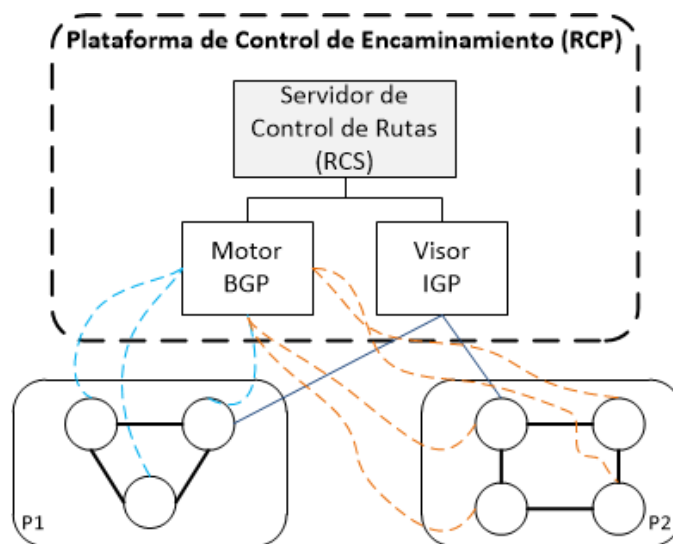 Plataforma de Control de Encaminamiento (RCP)
Servidor de
Control de Rutas
(RCS)
Motor
BGP
Visor
IGP
P1
P2